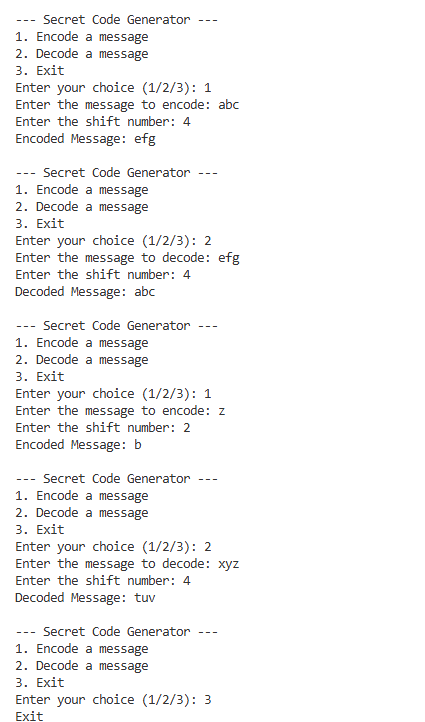 --- Secret Code Generator ---
1. Encode a message
2. Decode a message
3. Exit
Enter your choice (1/2/3): 1
Enter the message to encode: abc
Enter the shift number: 4
Encoded Message: efg

--- Secret Code Generator ---
1. Encode a message
2. Decode a message
3. Exit
Enter your choice (1/2/3): 2
Enter the message to decode: efg
Enter the shift number: 4
Decoded Message: abc

--- Secret Code Generator ---
1. Encode a message
2. Decode a message
3. Exit
Enter your choice (1/2/3): 1
Enter the message to encode: z
Enter the shift number: 2
Encoded Message: b

--- Secret Code Generator ---
1. Encode a message
2. Decode a message
3. Exit
Enter your choice (1/2/3): 2
Enter the message to decode: xyz
Enter the shift number: 4
Decoded Message: tuv

--- Secret Code Generator ---
1. Encode a message
2. Decode a message
3. Exit
Enter your choice (1/2/3): 3
Exit